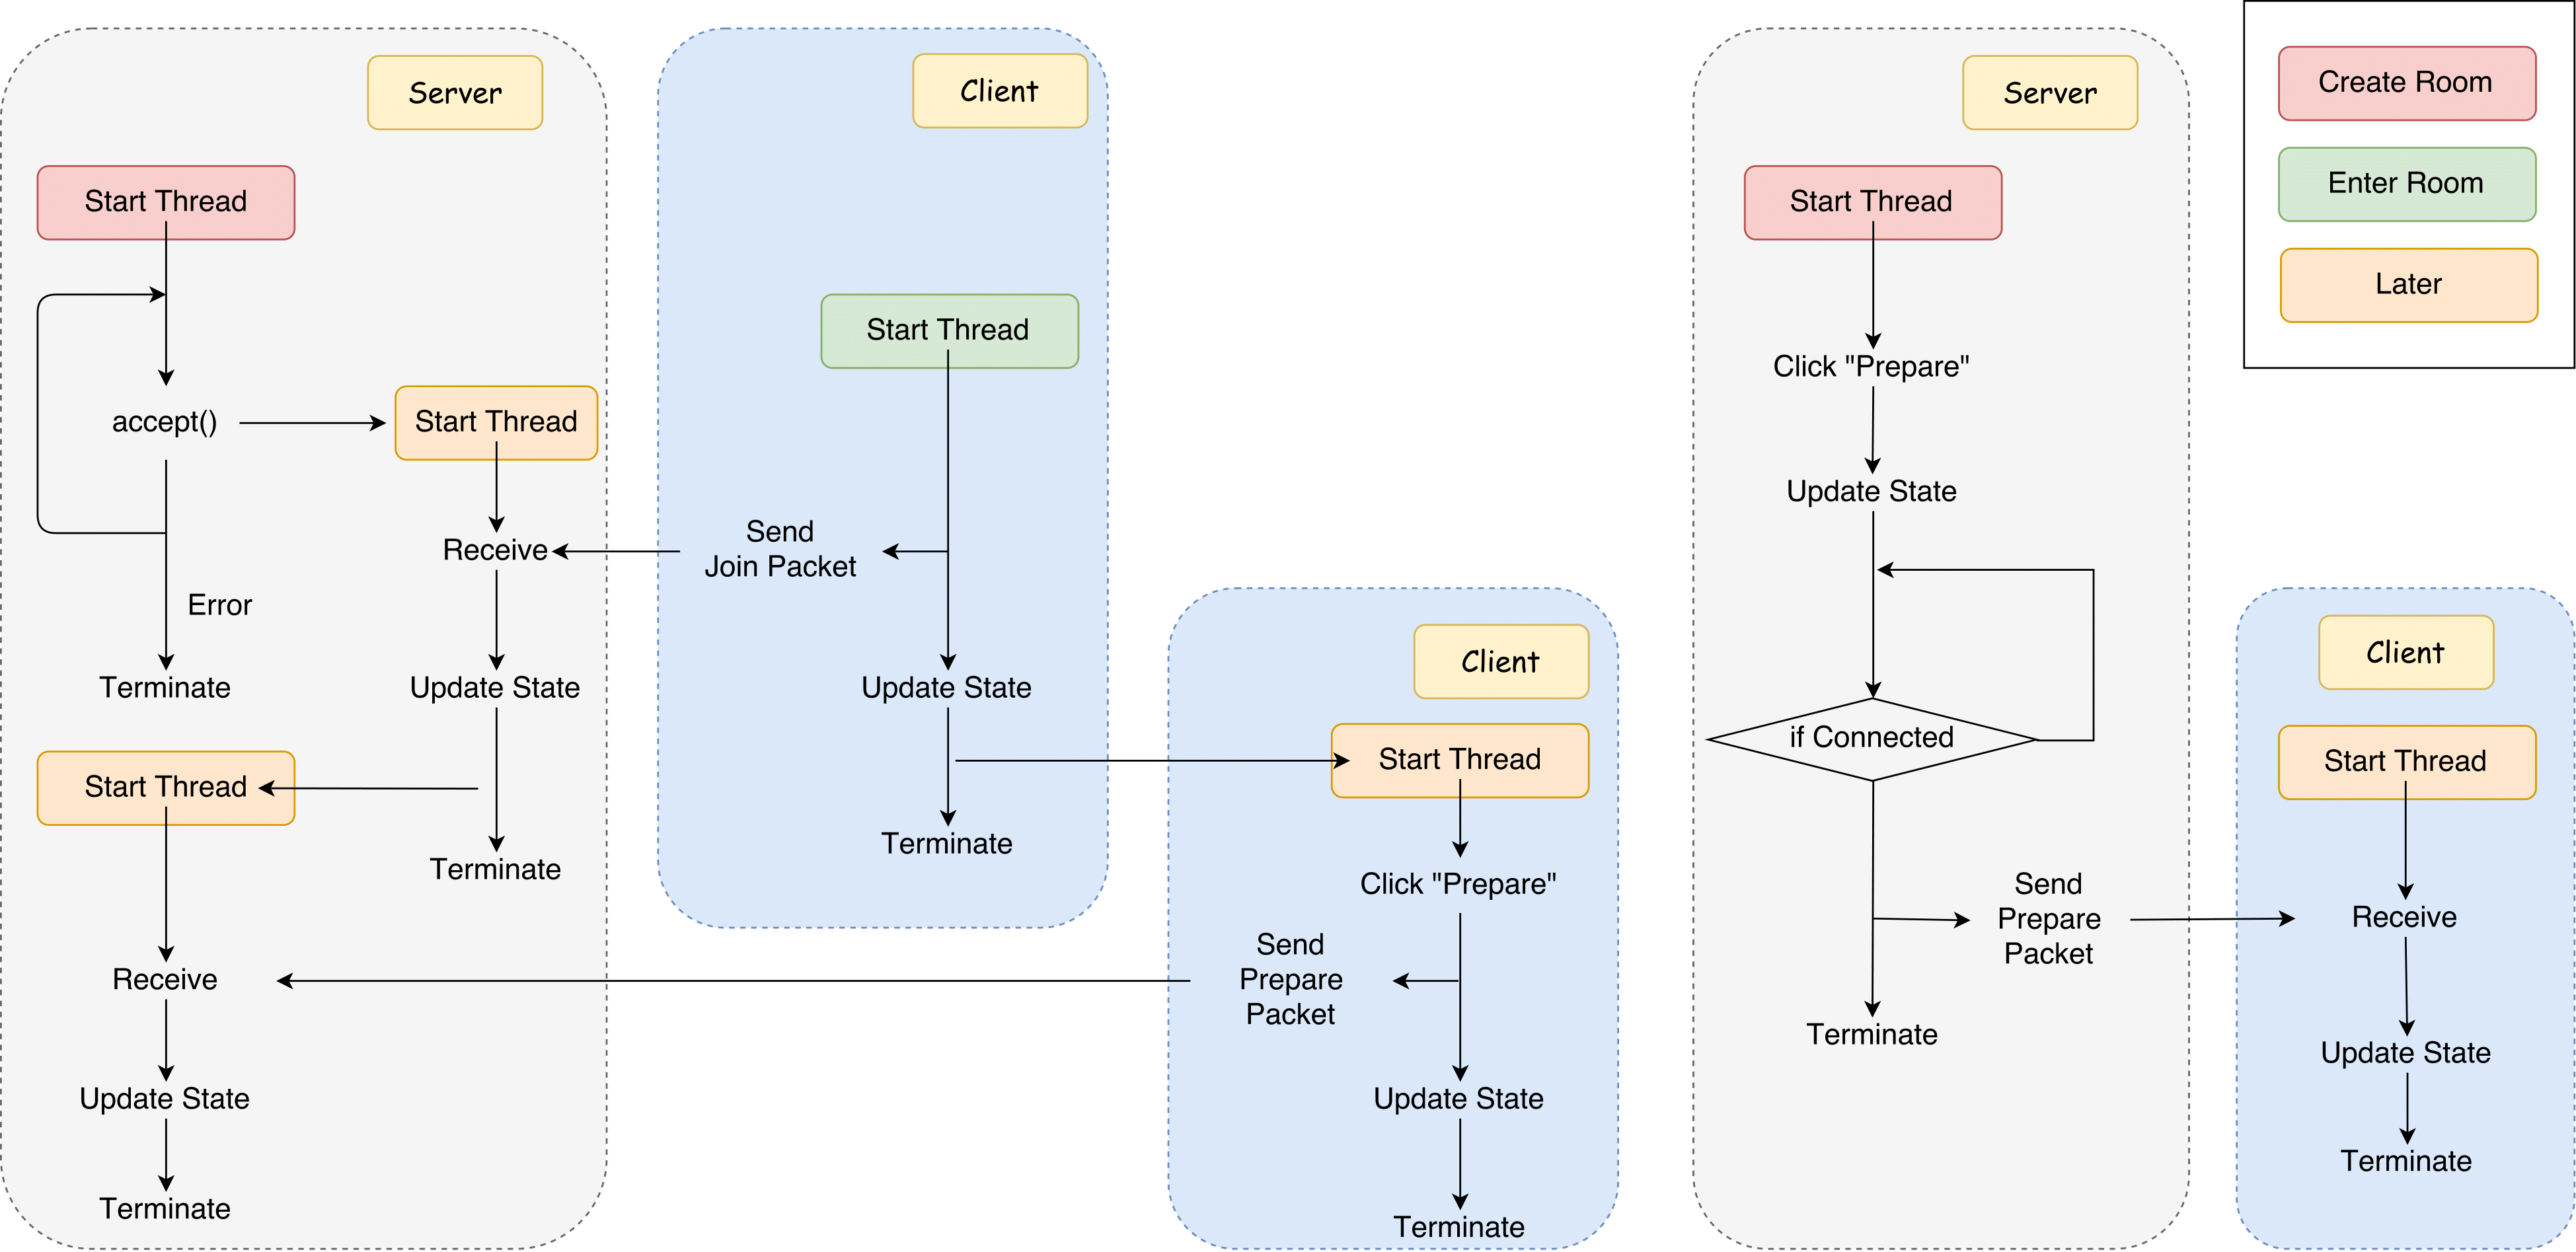 Server
Start Thread
accept()
Start Thread
Receive
Error
Terminate
Update State
Start Thread
Terminate
Receive
Update State
Terminate
Client
Start Thread
Send
Join Packet
Update State
Terminate
Client
Start Thread
Click "Prepare"
Send
Prepare
Packet
Update State
Terminate
Server
Start Thread
Click "Prepare"
Update State
if Connected
Send
Prepare
Packet
Terminate
Client
Start Thread
Receive
Update State
Terminate
Create Room
Enter Room
Later